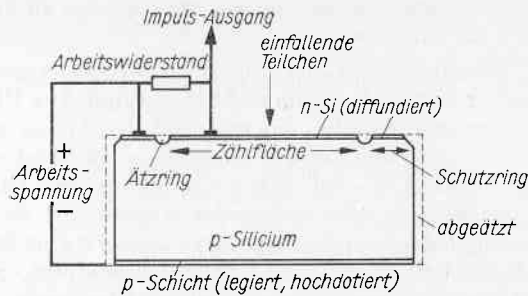 Impuls-Ausgang
Arbeitswiderstand
einfallende
Teilchen
n-Si (diffundiert)
+
Arbeits-
spannung
−
Zählfläche
Ätzring
Schutzring
abgeätzt
p-Silicium
p-Schicht (legiert, hochdotiert)